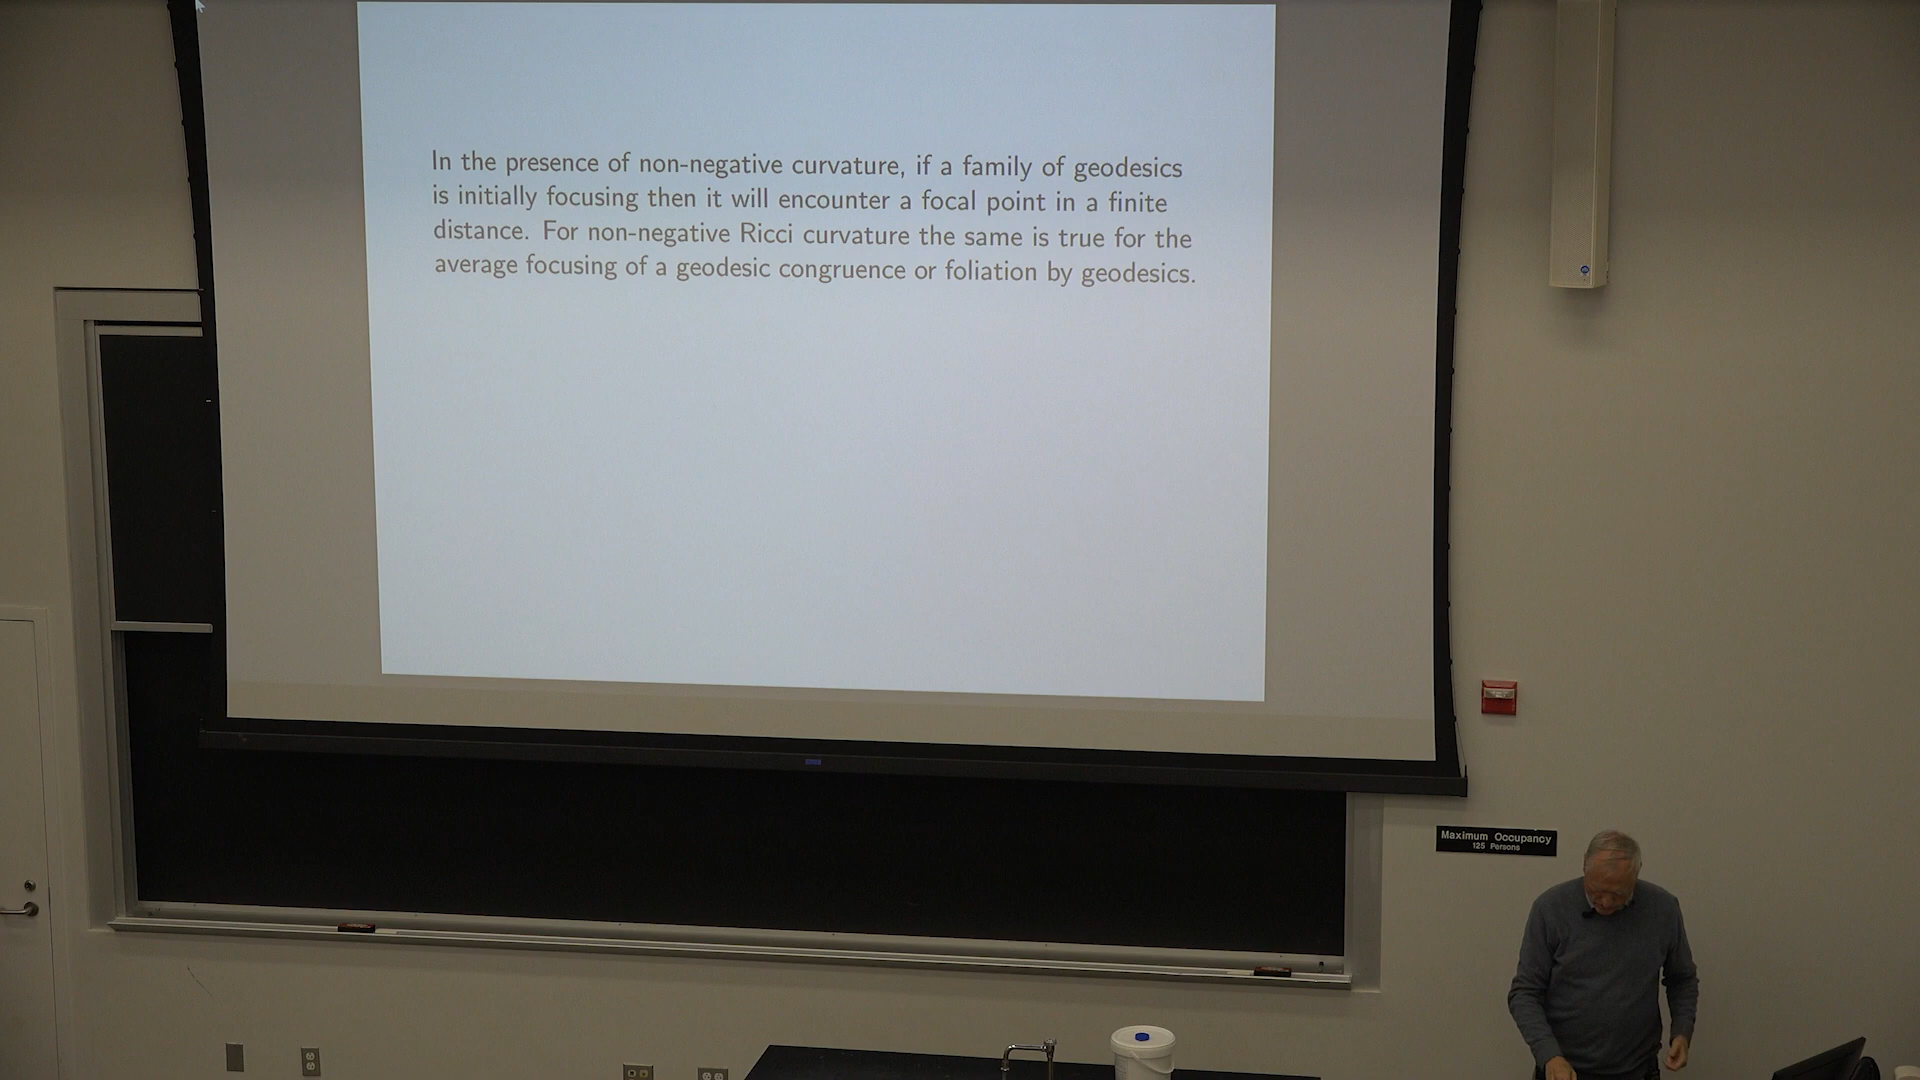 In the presence of non-negative curvature, if a family of geodesics
is initially focusing then it will encounter a focal point in a finite
distance. For non-negative Ricci curvature the same is true for the
average focusing of a geodesic congruence or foliation by geodesics.
Maximum Occupancy
125 Persons